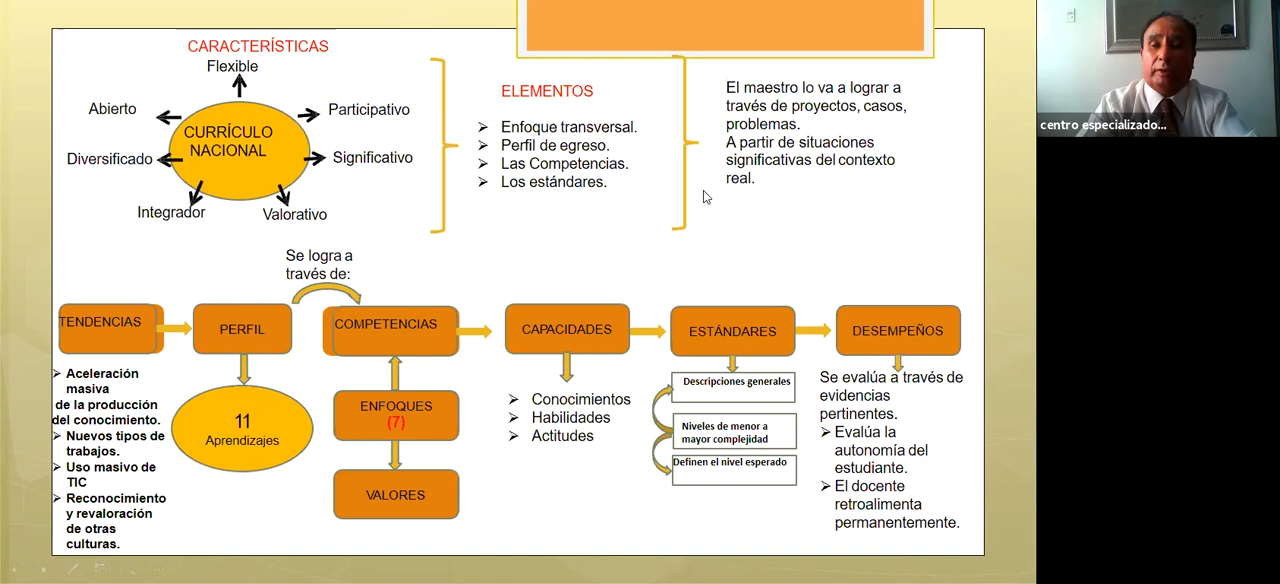 CARACTERÍSTICAS
Flexible
Abierto
Participativo
CURRÍCULO
NACIONAL
Diversificado
Significativo
Integrador
Valorativo
ELEMENTOS
Enfoque transversal.
Perfil de egreso.
Las Competencias.
Los estándares.
El maestro lo va a lograr a
través de proyectos, casos,
problemas.
A partir de situaciones
significativas del contexto
real.
Se logra a
través de:
TENDENCIAS
PERFIL
COMPETENCIAS
CAPACIDADES
ESTÁNDARES
DESEMPEÑOS
Aceleración
masiva
de la producción
del conocimiento.
Nuevos tipos de
trabajos.
Uso masivo de
TIC
Reconocimiento
y revaloración
de otras
culturas.
11
Aprendizajes
ENFOQUES
(7)
VALORES
Conocimientos
Habilidades
Actitudes
Descripciones generales
Niveles de menor a
mayor complejidad
Definen el nivel esperado
Se evalúa a través de
evidencias
pertinentes.
Evalúa la
autonomía del
estudiante.
El docente
retroalimenta
permanentemente.
centro especializado...